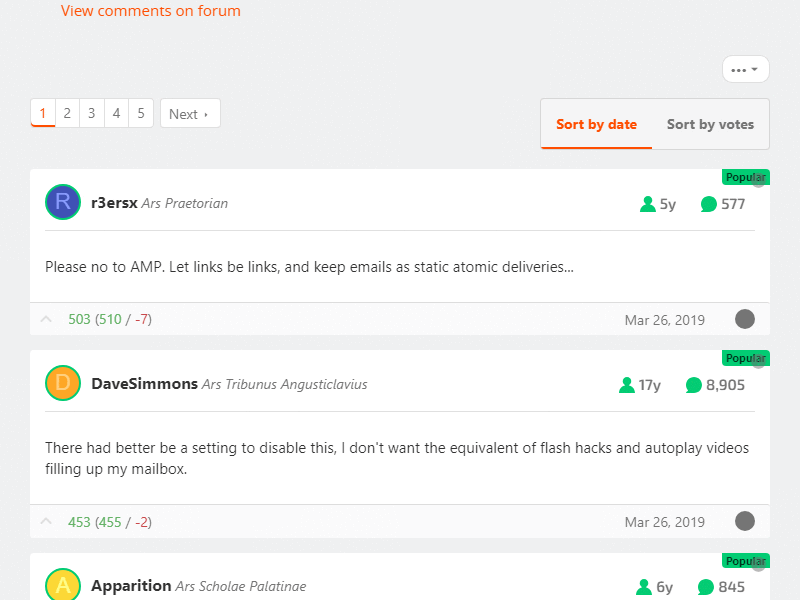 View comments on forum
1 2 3 4 5 Next
Sort by date Sort by votes
Popular
R r3ersx Ars Praetorian 5y 577
Please no to AMP. Let links be links, and keep emails as static atomic deliveries...
503 (510 / -7) Mar 26, 2019
Popular
D DaveSimmons Ars Tribunus Angusticlavius 17y 8,905
There had better be a setting to disable this, I don't want the equivalent of flash hacks and autoplay videos
filling up my mailbox.
453 (455 / -2) Mar 26, 2019
Popular
A Apparition Ars Scholae Palatinae 6y 845